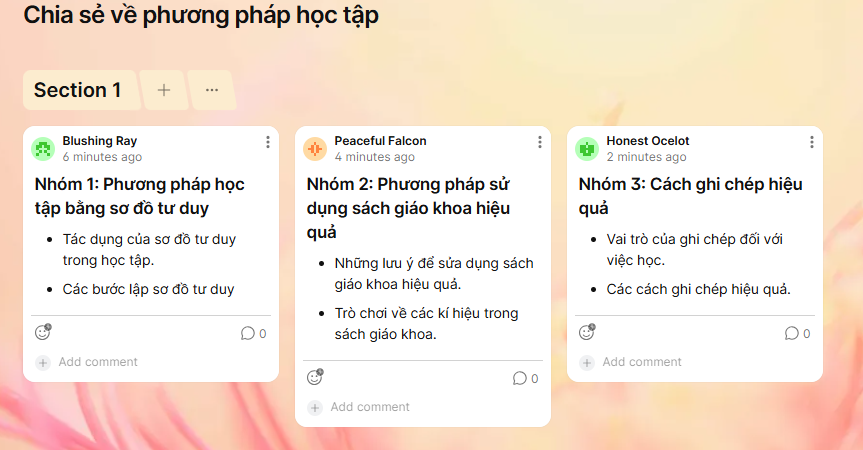 Chia sẻ về phương pháp học tập
Section 1
Blushing Ray
6 minutes ago
Nhóm 1: Phương pháp học
tập bằng sơ đồ tư duy
Tác dụng của sơ đồ tư duy
trong học tập.
Các bước lập sơ đồ tư duy
0
Add comment
Peaceful Falcon
4 minutes ago
Nhóm 2: Phương pháp sử
dụng sách giáo khoa hiệu
quả
Những lưu ý để sửa dụng sách
giáo khoa hiệu quả.
Trò chơi về các kí hiệu trong
sách giáo khoa.
0
Add comment
Honest Ocelot
2 minutes ago
Nhóm 3: Cách ghi chép hiệu
quả
Vai trò của ghi chép đối với
việc học.
Các cách ghi chép hiệu quả.
0
Add comment